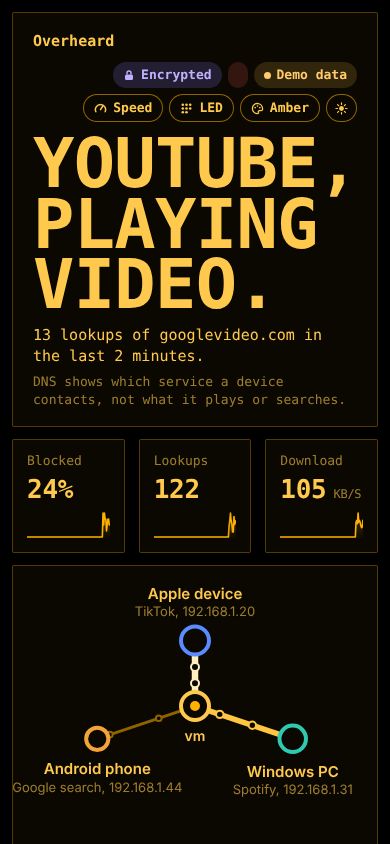 Overheard
Encrypted
Demo data
Speed
LED
Amber
YOUTUBE,
PLAYING
VIDEO.
13 lookups of googlevideo.com in
the last 2 minutes.
DNS shows which service a device
contacts, not what it plays or searches.
Blocked
24%
Lookups
122
Download
105 KB/S
Apple device
TikTok, 192.168.1.20
vm
Android phone
Google search, 192.168.1.44
Windows PC
Spotify, 192.168.1.31